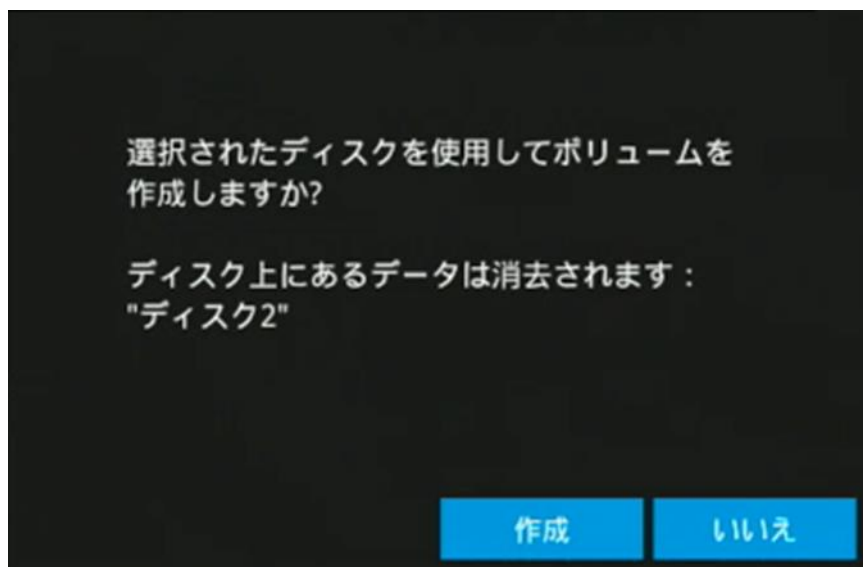 選択されたディスクを使用してボリュームを
作成しますか?
ディスク上にあるデータは消去されます：
"ディスク2"
作成
いいえ